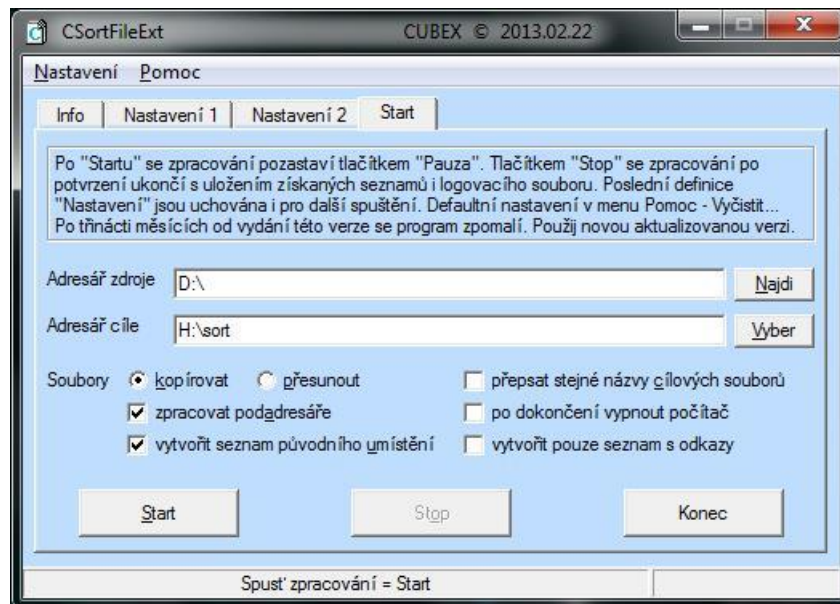 CSortFileExt CUBEX © 2013.02.22
Nastavení Pomoc
Info Nastavení 1 Nastavení 2 Start
Po "Startu" se zpracování pozastaví tlačítkem "Pauza". Tlačítkem "Stop" se zpracování po
potvrzení ukončí s uložením získaných seznamů i logovacího souboru. Poslední definice
"Nastavení" jsou uchována i pro další spuštění. Defaultní nastavení v menu Pomoc - Vyčistit...
Po třinácti měsících od vydání této verze se program zpomalí. Použij novou aktualizovanou verzi.
Adresář zdroje D:\ Najdi
Adresář cíle H:\sort Vyber
Soubory kopírovat přesunout přepsat stejné názvy cílových souborů
zpracovat podadresáře po dokončení vypnout počítač
vytvořit seznam původního umístění vytvořit pouze seznam s odkazy
Start Stop Konec
Spusť zpracování = Start